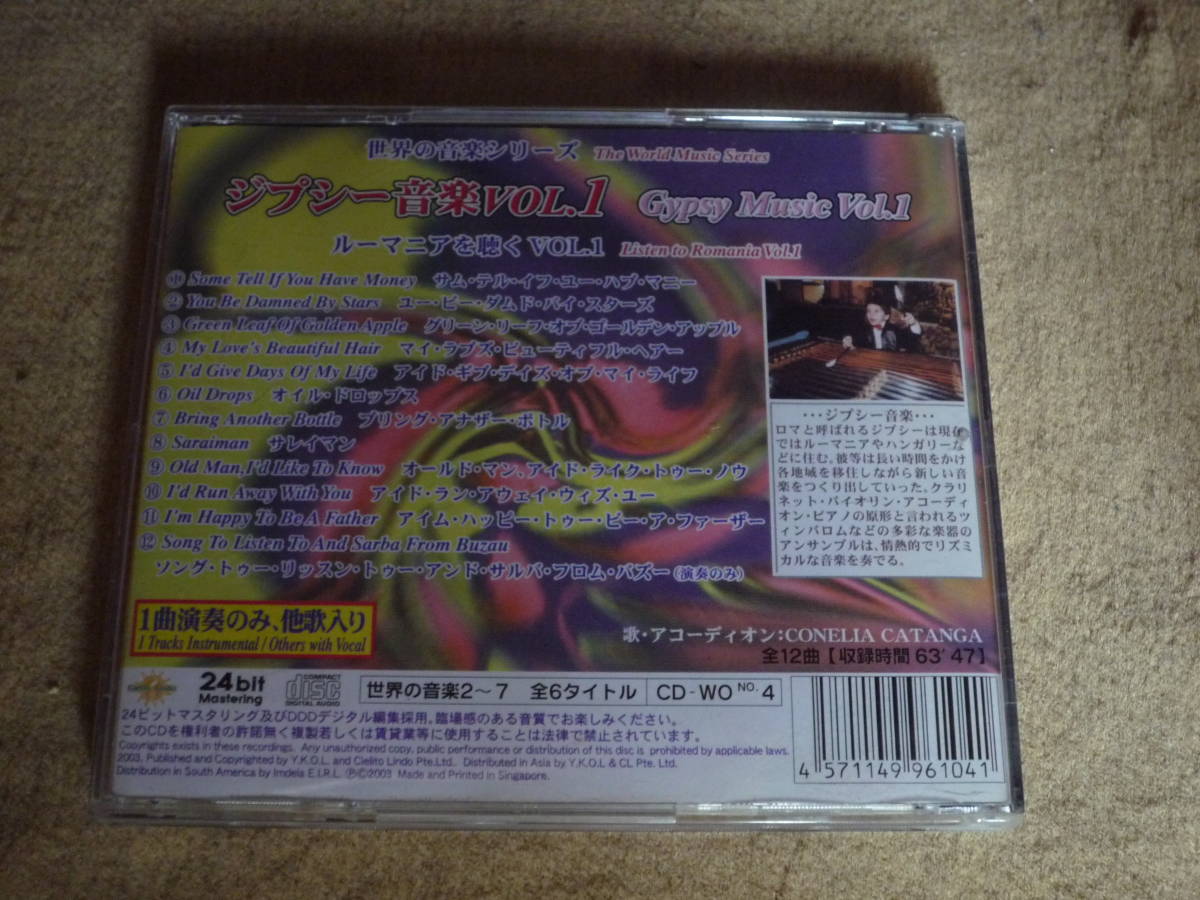 世界の音楽シリーズ The World Music Series
ジプシー音楽VOL.1 Gypsy Music Vol.1
ルーマニアを聴く VOL.1 Listen to Romania Vol.1
① Some Tell If You Have Money サム・テル・イフ・ユー・ハブ・マニー
② You Be Damned By Stars ユー・ビー・ダムド・バイ・スターズ
③ Green Leaf Of Golden Apple グリーン・リーフ・オブ・ゴールデン・アップル
④ My Love's Beautiful Hair マイ・ラブズ・ビューティフル・ヘアー
⑤ I'd Give Days Of My Life アイド・ギブ・デイズ・オブ・マイ・ライフ
⑥ Oil Drops オイル・ドロップス
⑦ Bring Another Bottle ブリング・アナザー・ボトル
⑧ Saraiman サレイマン
⑨ Old Man, I'd Like To Know オールド・マン、アイド・ライク・トゥー・ノウ
⑩ I'd Run Away With You アイド・ラン・アウェイ・ウィズ・ユー
⑪ I'm Happy To Be A Father アイム・ハッピー・トゥー・ビー・ア・ファーザー
⑫ Song To Listen To And Sarba From Buzau
ソング・トゥー・リッスン・トゥー・アンド・サルバ・フロム・バズー(演奏のみ)
・・・ジプシー音楽・・・
ロマと呼ばれるジプシーは現在
ではルーマニアやハンガリーな
どに住む。彼等は長い時間をかけ
各地域を移住しながら新しい音
楽をつくり出していった。クラリ
ネット・バイオリン・アコーディ
オン・ピアノの原形と言われるツ
ィンバロムなどの多彩な楽器の
アンサンブルは、情熱的でリズミ
カルな音楽を奏でる。
1曲演奏のみ、他歌入り
1 Tracks Instrumental / Others with Vocal
歌・アコーディオン:CONELIA CATANGA
全12曲【収録時間 63'47】
24bit
Mastering
COMPACT
disc
DIGITAL AUDIO
世界の音楽2〜7 全6タイトル
CD-WO NO.4
24ビットマスタリング及びDDDデジタル編集採用。臨場感のある音質でお楽しみください。
このCDを権利者の許諾無く複製若しくは賃貸業等に使用することは法律で禁止されています。
Copyrights exists in these recordings. Any unauthorized copy, public performance or distribution of this disc is prohibited by applicable laws.
2003, Published and Copyrighted by Y.K.O.L. and Cielito Lindo Pte.Ltd. Distributed in Asia by Y.K.O.L & CL Pte. Ltd.
Distribution in South America by Imdela E.I.R.L. ℗©2003 Made and Printed in Singapore.
4 571149 961041